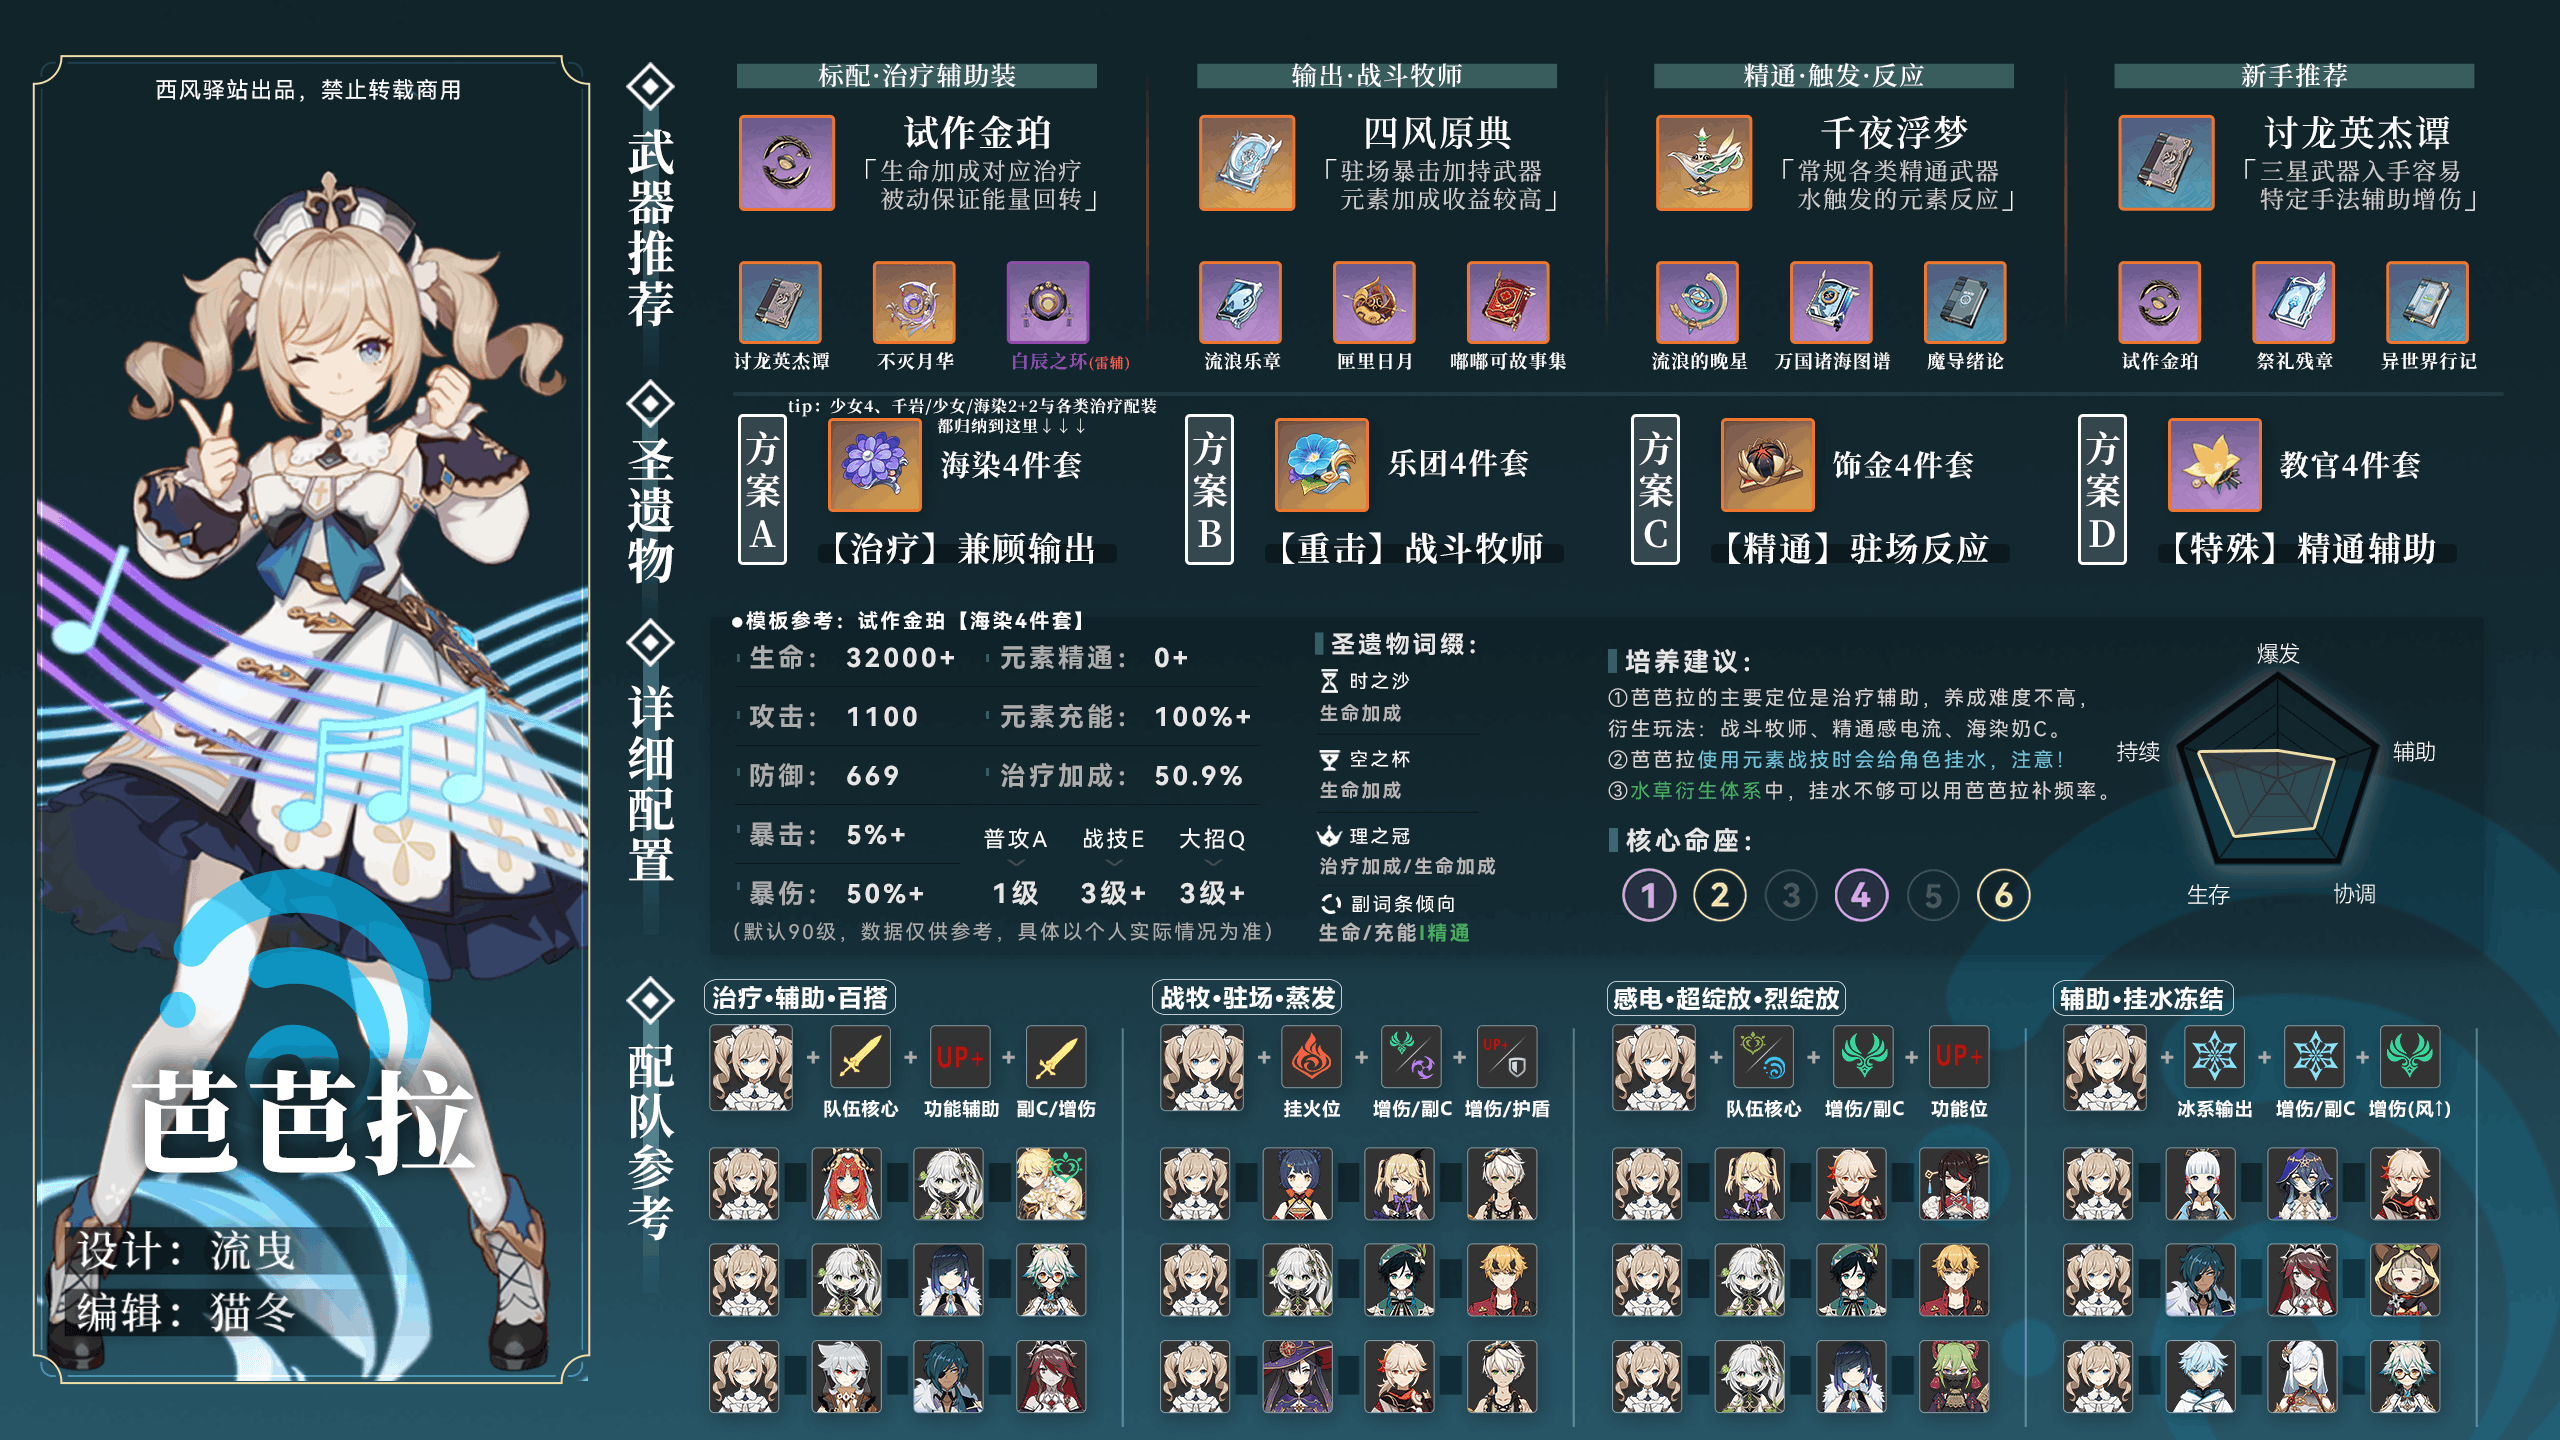 西风驿站出品，禁止转载商用
芭芭拉
设计：流曳
编辑：猫冬
武器推荐
标配·治疗辅助装
试作金珀
「生命加成对应治疗
被动保证能量回转」
讨龙英杰谭
不灭月华
白辰之环(雷辅)
输出·战斗牧师
四风原典
「驻场暴击加持武器
元素加成收益较高」
流浪乐章
匣里日月
嘟嘟可故事集
精通·触发·反应
千夜浮梦
「常规各类精通武器
水触发的元素反应」
流浪的晚星
万国诸海图谱
魔导绪论
新手推荐
讨龙英杰谭
「三星武器入手容易
特定手法辅助增伤」
试作金珀
祭礼残章
异世界行记
圣遗物
tip：少女4、千岩/少女/海染2+2与各类治疗配装
都归纳到这里↓↓↓
方案A
海染4件套
【治疗】兼顾输出
方案B
乐团4件套
【重击】战斗牧师
方案C
饰金4件套
【精通】驻场反应
方案D
教官4件套
【特殊】精通辅助
详细配置
●模板参考：试作金珀【海染4件套】
生命：32000+ 元素精通：0+
攻击：1100 元素充能：100%+
防御：669 治疗加成：50.9%
暴击：5%+
暴伤：50%+
普攻A 战技E 大招Q
1级 3级+ 3级+
(默认90级，数据仅供参考，具体以个人实际情况为准)
圣遗物词缀：
时之沙
生命加成
空之杯
生命加成
理之冠
治疗加成/生命加成
副词条倾向
生命/充能|精通
培养建议：
①芭芭拉的主要定位是治疗辅助，养成难度不高，
衍生玩法：战斗牧师、精通感电流、海染奶C。
②芭芭拉使用元素战技时会给角色挂水，注意！
③水草衍生体系中，挂水不够可以用芭芭拉补频率。
核心命座：
1 2 3 4 5 6
爆发
辅助
协调
生存
持续
配队参考
治疗·辅助·百搭
+ + UP+ +
队伍核心 功能辅助 副C/增伤
战牧·驻场·蒸发
+ + + UP+
挂火位 增伤/副C 增伤/护盾
感电·超绽放·烈绽放
+ + + UP+
队伍核心 增伤/副C 功能位
辅助·挂水冻结
+ + +
冰系输出 增伤/副C 增伤(风↑)